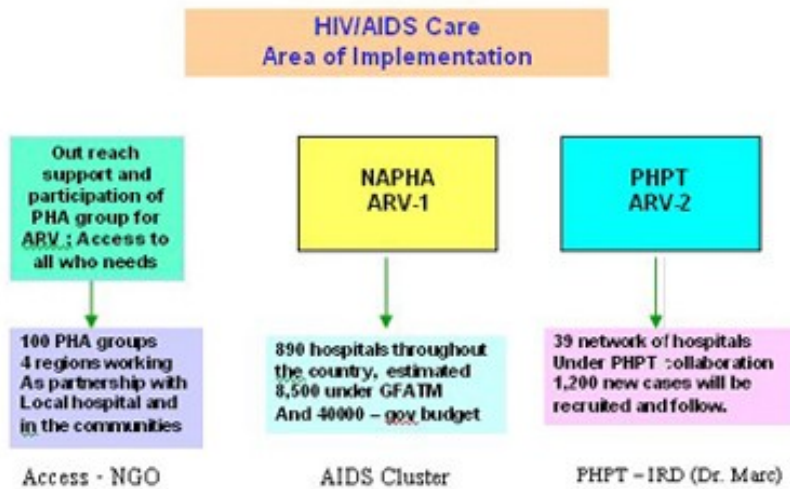 HIV/AIDS Care
Area of Implementation
Out reach
support and
participation of
PHA group for
ARV ; Access to
all who needs
NAPHA
ARV-1
PHPT
ARV-2
100 PHA groups
4 regions working
As partnership with
Local hospital and
in the communities
890 hospitals throughout
the country, estimated
8,500 under GFATM
And 40000 – gov budget
39 network of hospitals
Under PHPT collaboration
1,200 new cases will be
recruited and follow.
Access - NGO
AIDS Cluster
PHPT – IRD (Dr. Marc)